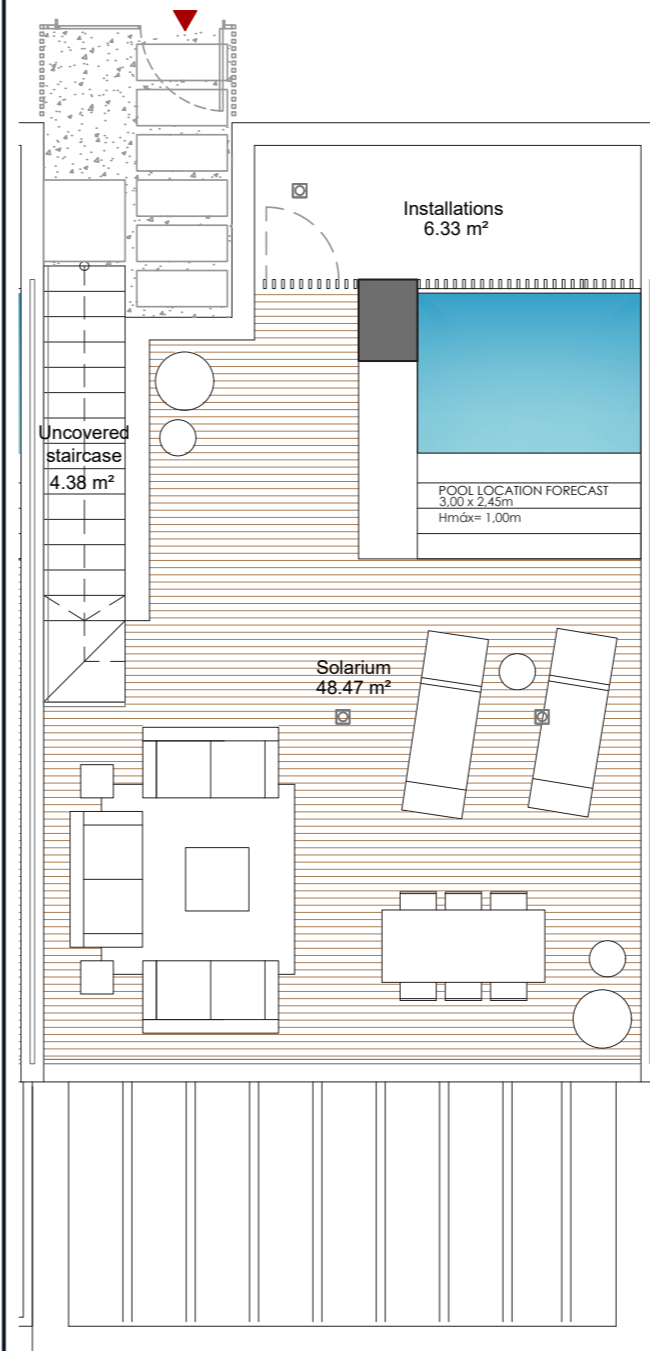 Installations
6.33 m²
Uncovered
staircase
4.38 m²
POOL LOCATION FORECAST
3,00 x 2,45m
Hmáx= 1,00m
Solarium
48.47 m²